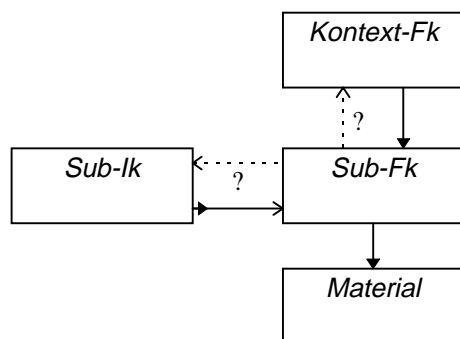 Kontext-Fk
?
Sub-Ik
?
Sub-Fk
Material